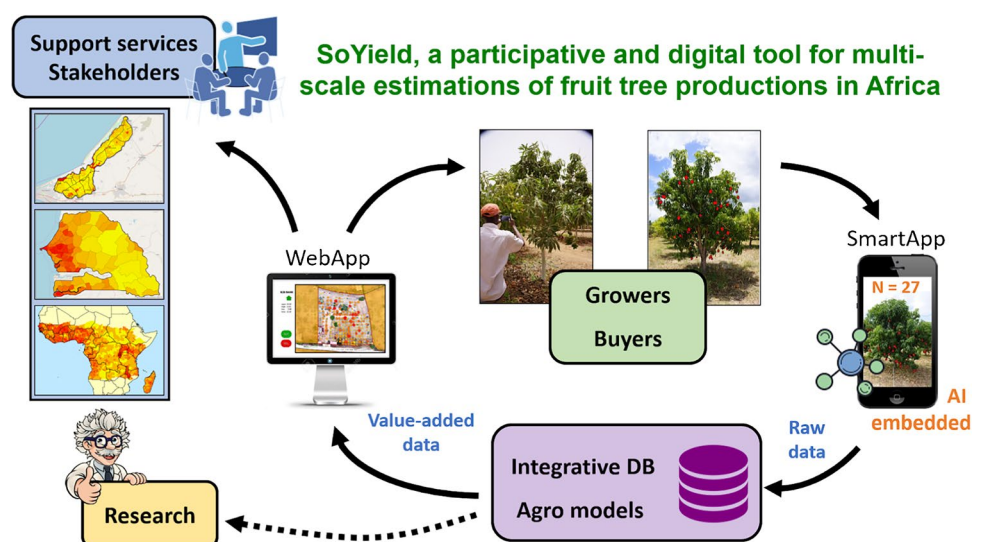 Support services
Stakeholders
SoYield, a participative and digital tool for multi-
scale estimations of fruit tree productions in Africa
WebApp
SmartApp
N = 27
Growers
Buyers
AI
embedded
Value-added
data
Raw
data
Integrative DB
Agro models
Research